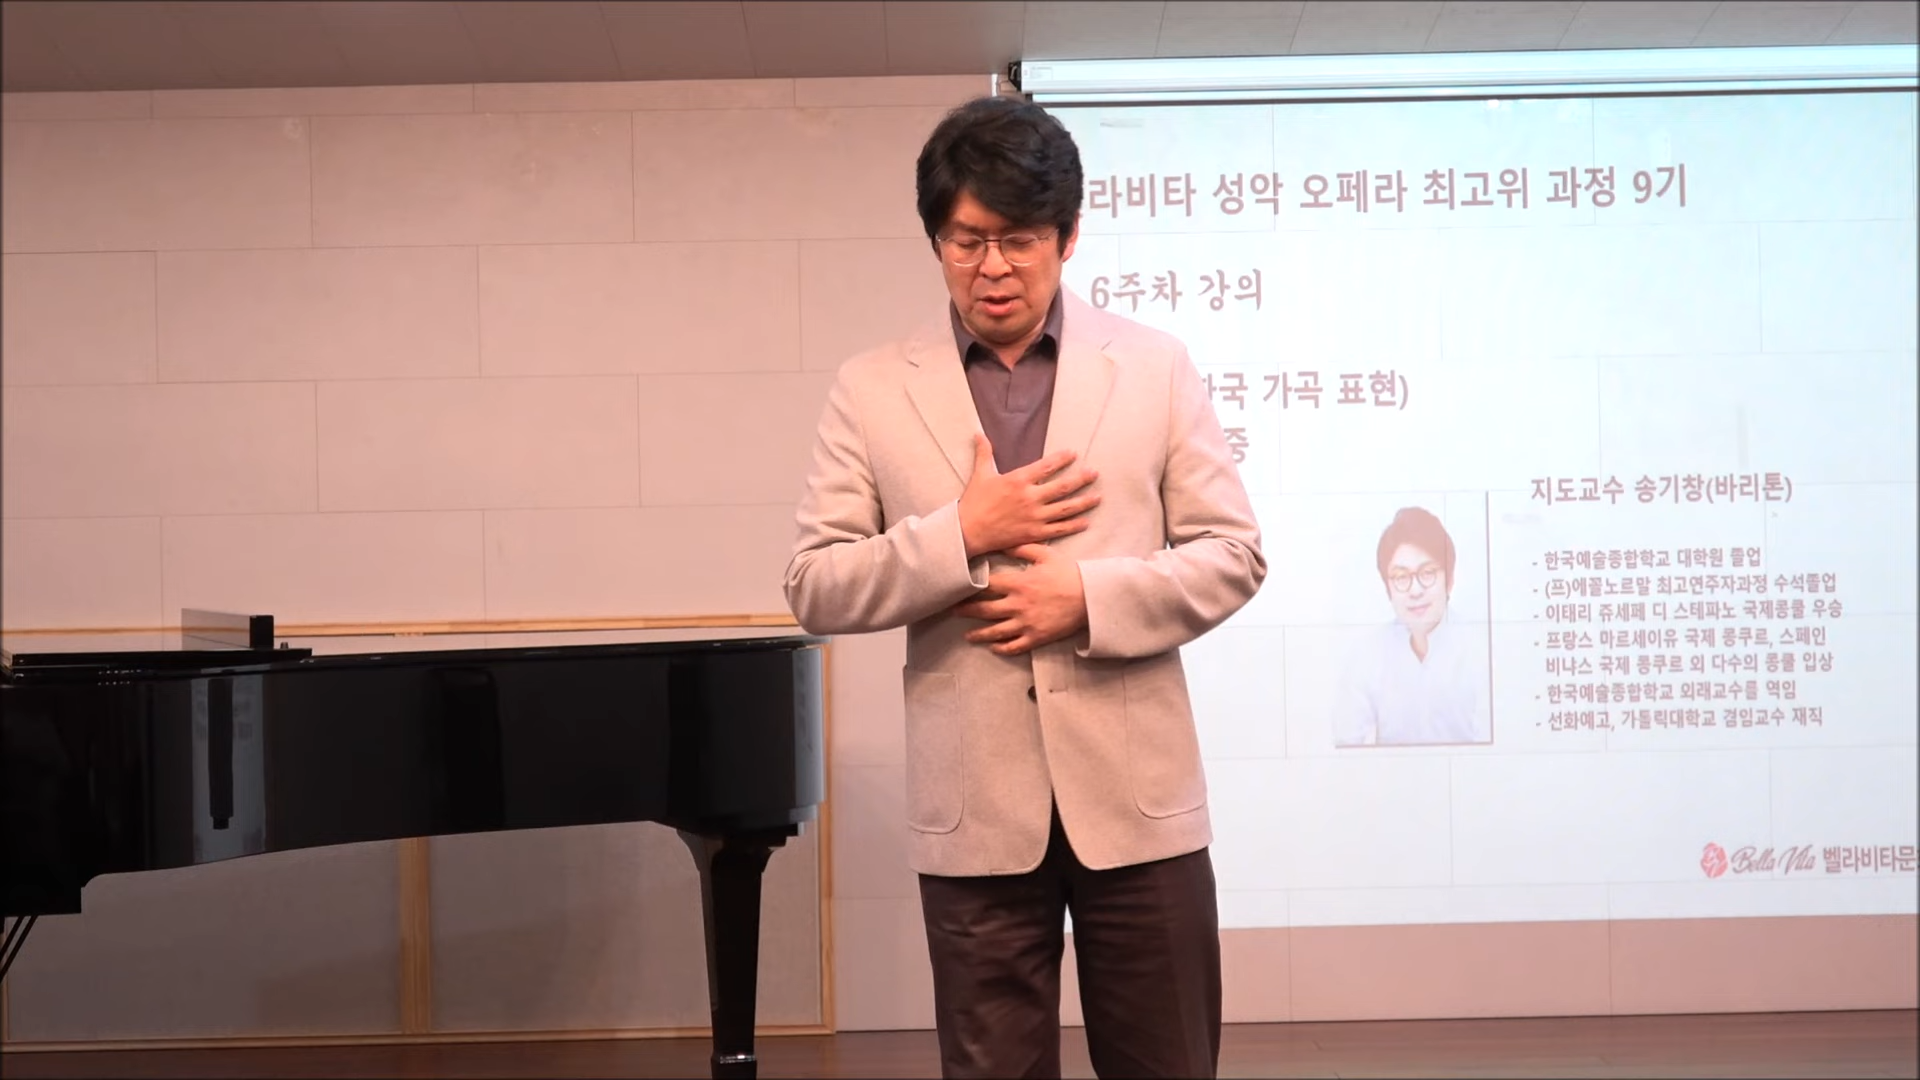 라비타 성악 오페라 최고위 과정 9기
6주차 강의
국 가곡 표현)
중
지도교수 송기창(바리톤)
- 한국예술종합학교 대학원 졸업
- (프)에꼴노르말 최고연주자과정 수석졸업
- 이태리 쥬세페 디 스테파노 국제콩쿨 우승
- 프랑스 마르세이유 국제 콩쿠르, 스페인
비냐스 국제 콩쿠르 외 다수의 콩쿨 입상
- 한국예술종합학교 외래교수를 역임
- 선화예고, 가톨릭대학교 겸임교수 재직
Bella Vita 벨라비타문